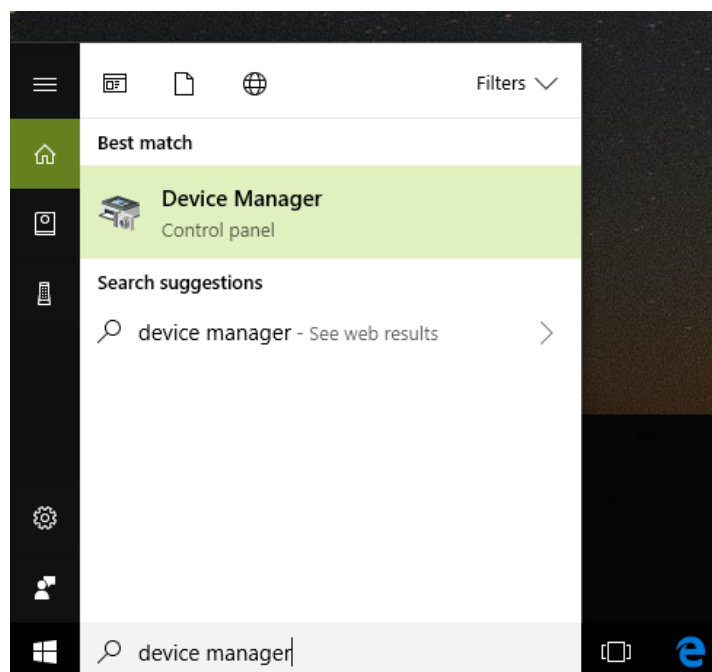 Filters
Best match
Device Manager
Control panel
Search suggestions
device manager - See web results
device manager